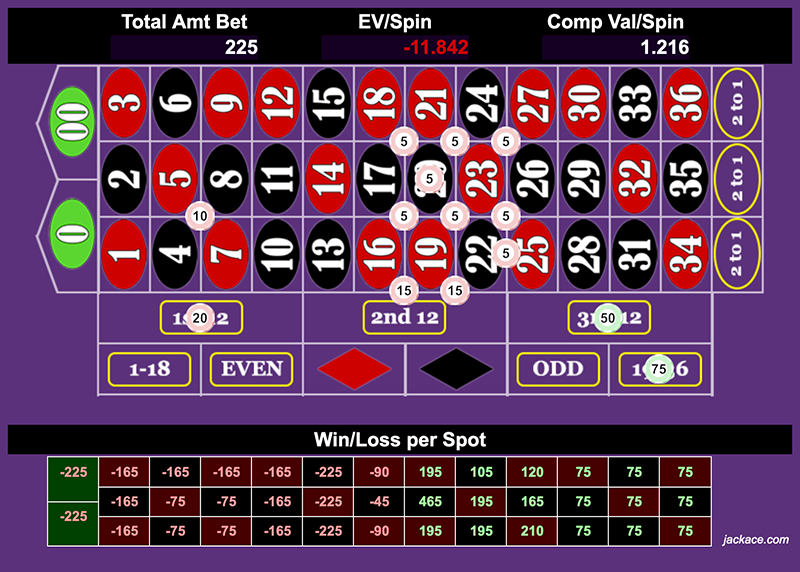 Total Amt Bet EV/Spin Comp Val/Spin
225 -11.842 1.216
00 3 6 9 12 15 18 21 24 27 30 33 36 2 to 1
5 5 5
2 5 8 11 14 17 5 23 26 29 32 35 2 to 1
10 5 5 5
0 1 4 7 10 13 16 19 22 5 25 28 31 34 2 to 1
15 15
20 12 2nd 12 50 12
1-18 EVEN ODD 75
Win/Loss per Spot
-225 -165 -165 -165 -165 -225 -90 195 105 120 75 75 75
-165 -75 -75 -165 -225 -45 465 195 165 75 75 75
-225 -165 -75 -75 -165 -225 -90 195 195 210 75 75 75
jackace.com